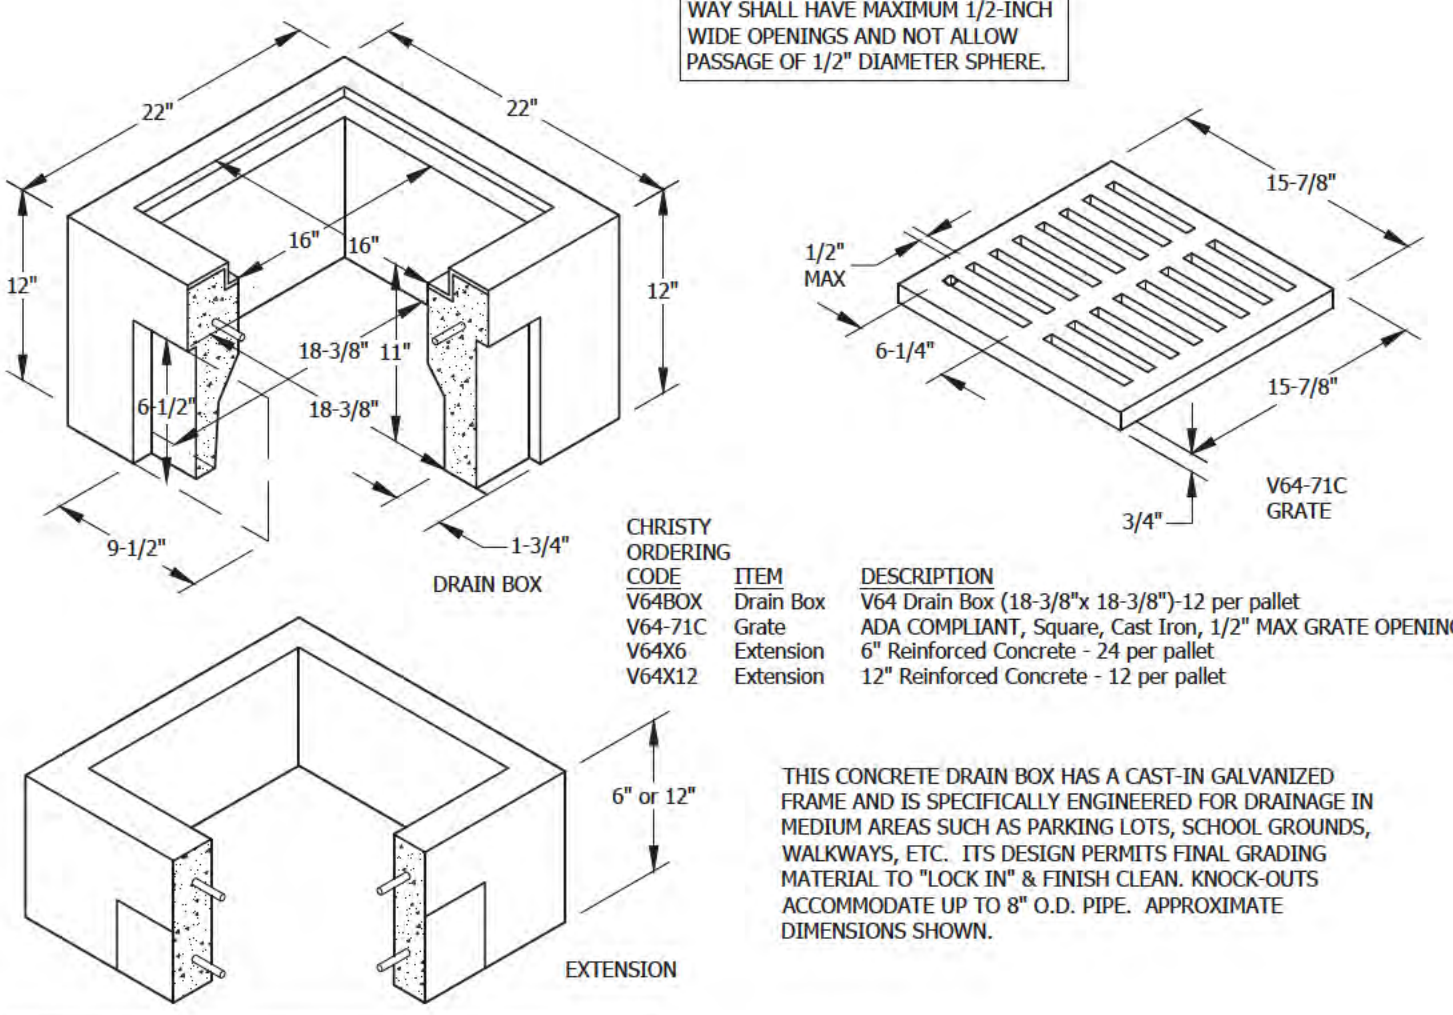 WAY SHALL HAVE MAXIMUM 1/2-INCH
WIDE OPENINGS AND NOT ALLOW
PASSAGE OF 1/2" DIAMETER SPHERE.
22"
22"
12"
16"
16"
12"
18-3/8"
11"
6-1/2"
18-3/8"
9-1/2"
1-3/4"
DRAIN BOX
15-7/8"
1/2"
MAX
6-1/4"
15-7/8"
3/4"
V64-71C
GRATE
CHRISTY
ORDERING
CODE ITEM DESCRIPTION
V64BOX Drain Box V64 Drain Box (18-3/8"x 18-3/8")-12 per pallet
V64-71C Grate ADA COMPLIANT, Square, Cast Iron, 1/2" MAX GRATE OPENING
V64X6 Extension 6" Reinforced Concrete - 24 per pallet
V64X12 Extension 12" Reinforced Concrete - 12 per pallet
6" or 12"
EXTENSION
THIS CONCRETE DRAIN BOX HAS A CAST-IN GALVANIZED
FRAME AND IS SPECIFICALLY ENGINEERED FOR DRAINAGE IN
MEDIUM AREAS SUCH AS PARKING LOTS, SCHOOL GROUNDS,
WALKWAYS, ETC. ITS DESIGN PERMITS FINAL GRADING
MATERIAL TO "LOCK IN" & FINISH CLEAN. KNOCK-OUTS
ACCOMMODATE UP TO 8" O.D. PIPE. APPROXIMATE
DIMENSIONS SHOWN.